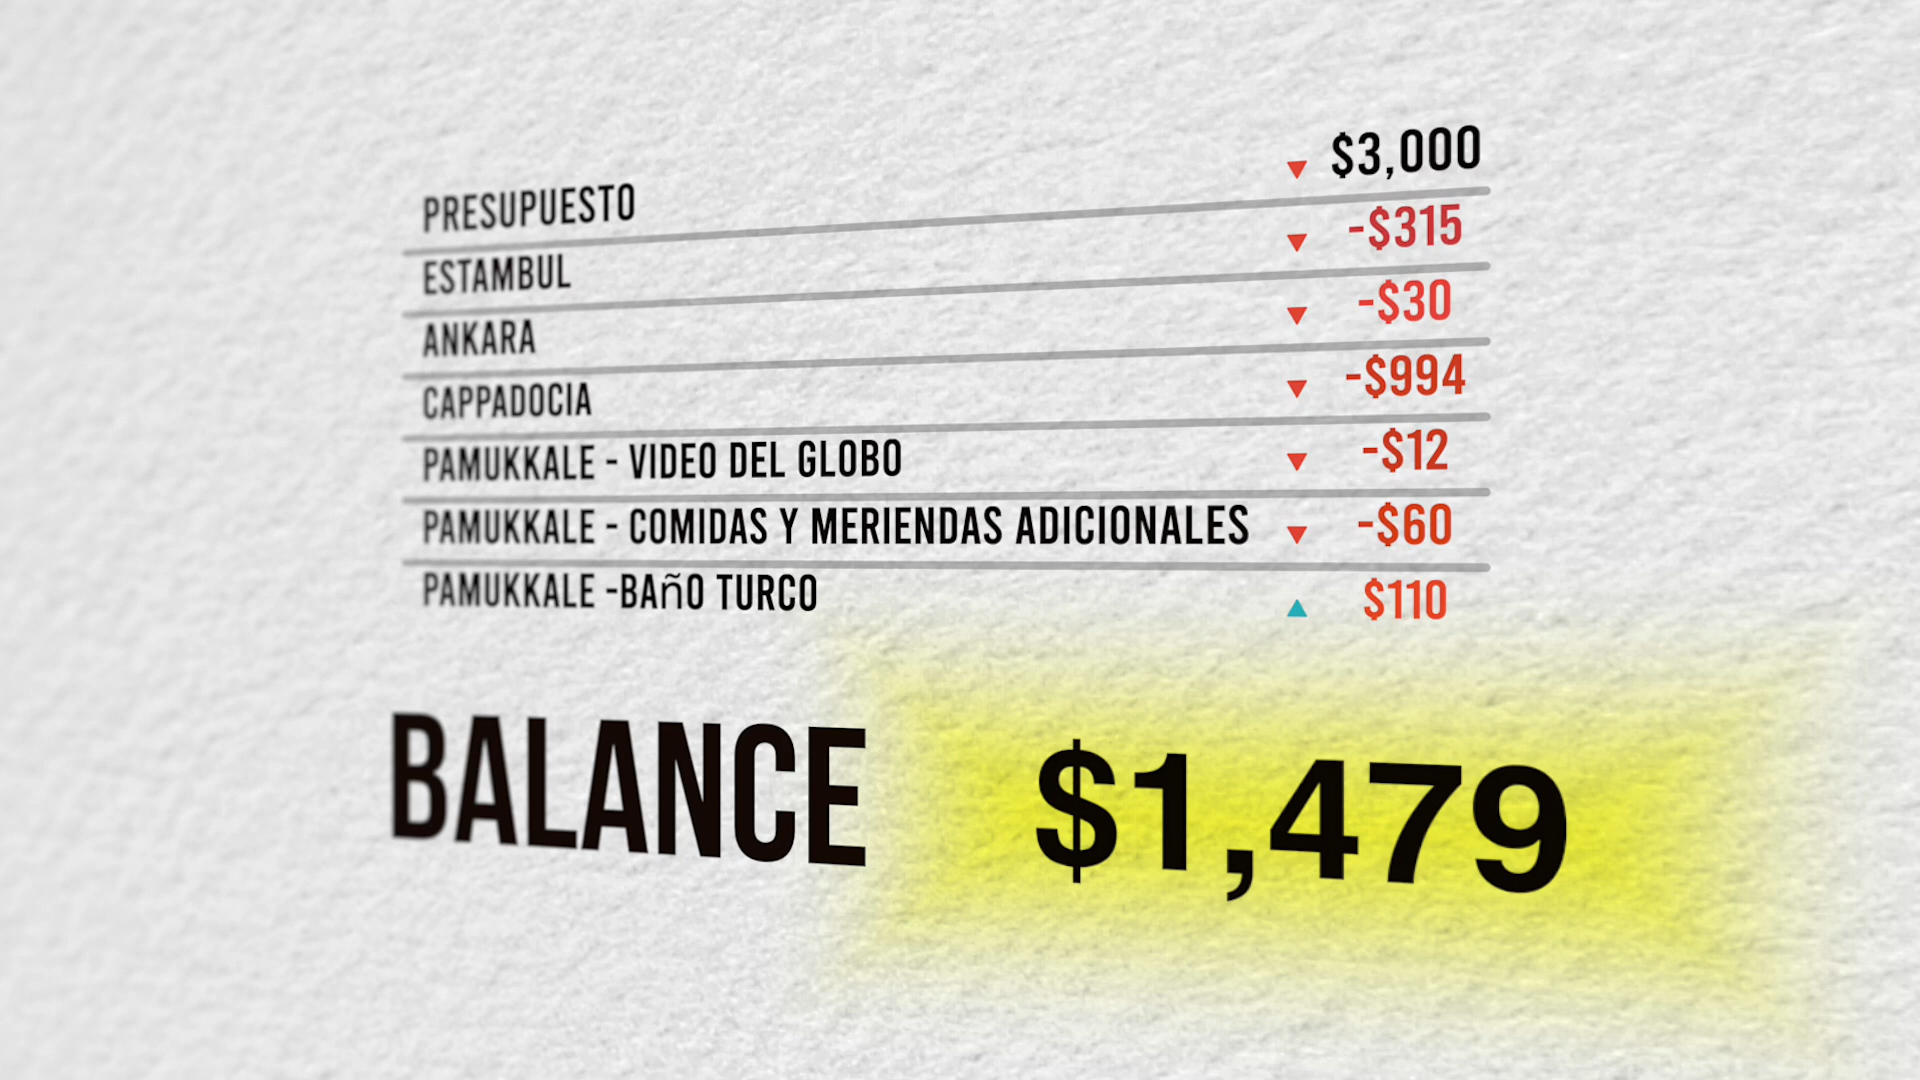 PRESUPUESTO $3,000
ESTAMBUL -$315
ANKARA -$30
CAPPADOCIA -$994
PAMUKKALE - VIDEO DEL GLOBO -$12
PAMUKKALE - COMIDAS Y MERIENDAS ADICIONALES -$60
PAMUKKALE -BAñO TURCO $110
BALANCE $1,479